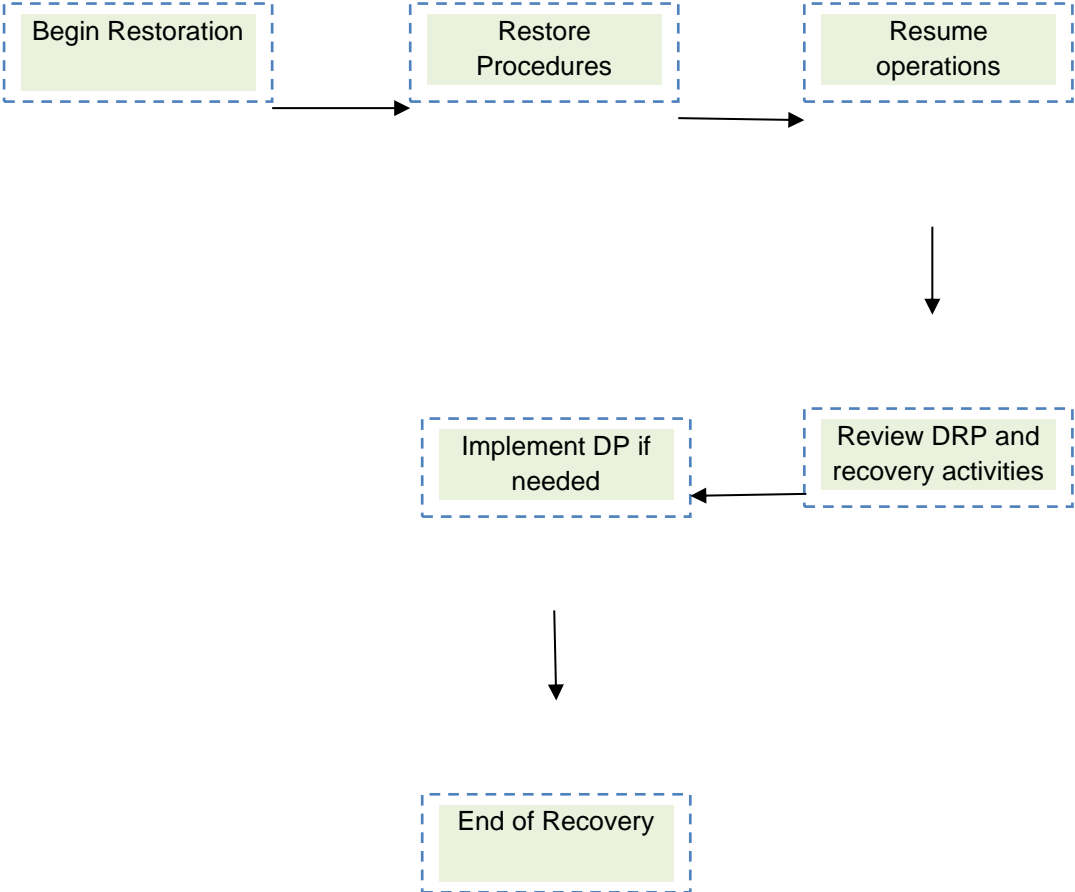 Begin Restoration
Restore
Procedures
Resume
operations
Review DRP and
recovery activities
Implement DP if
needed
End of Recovery